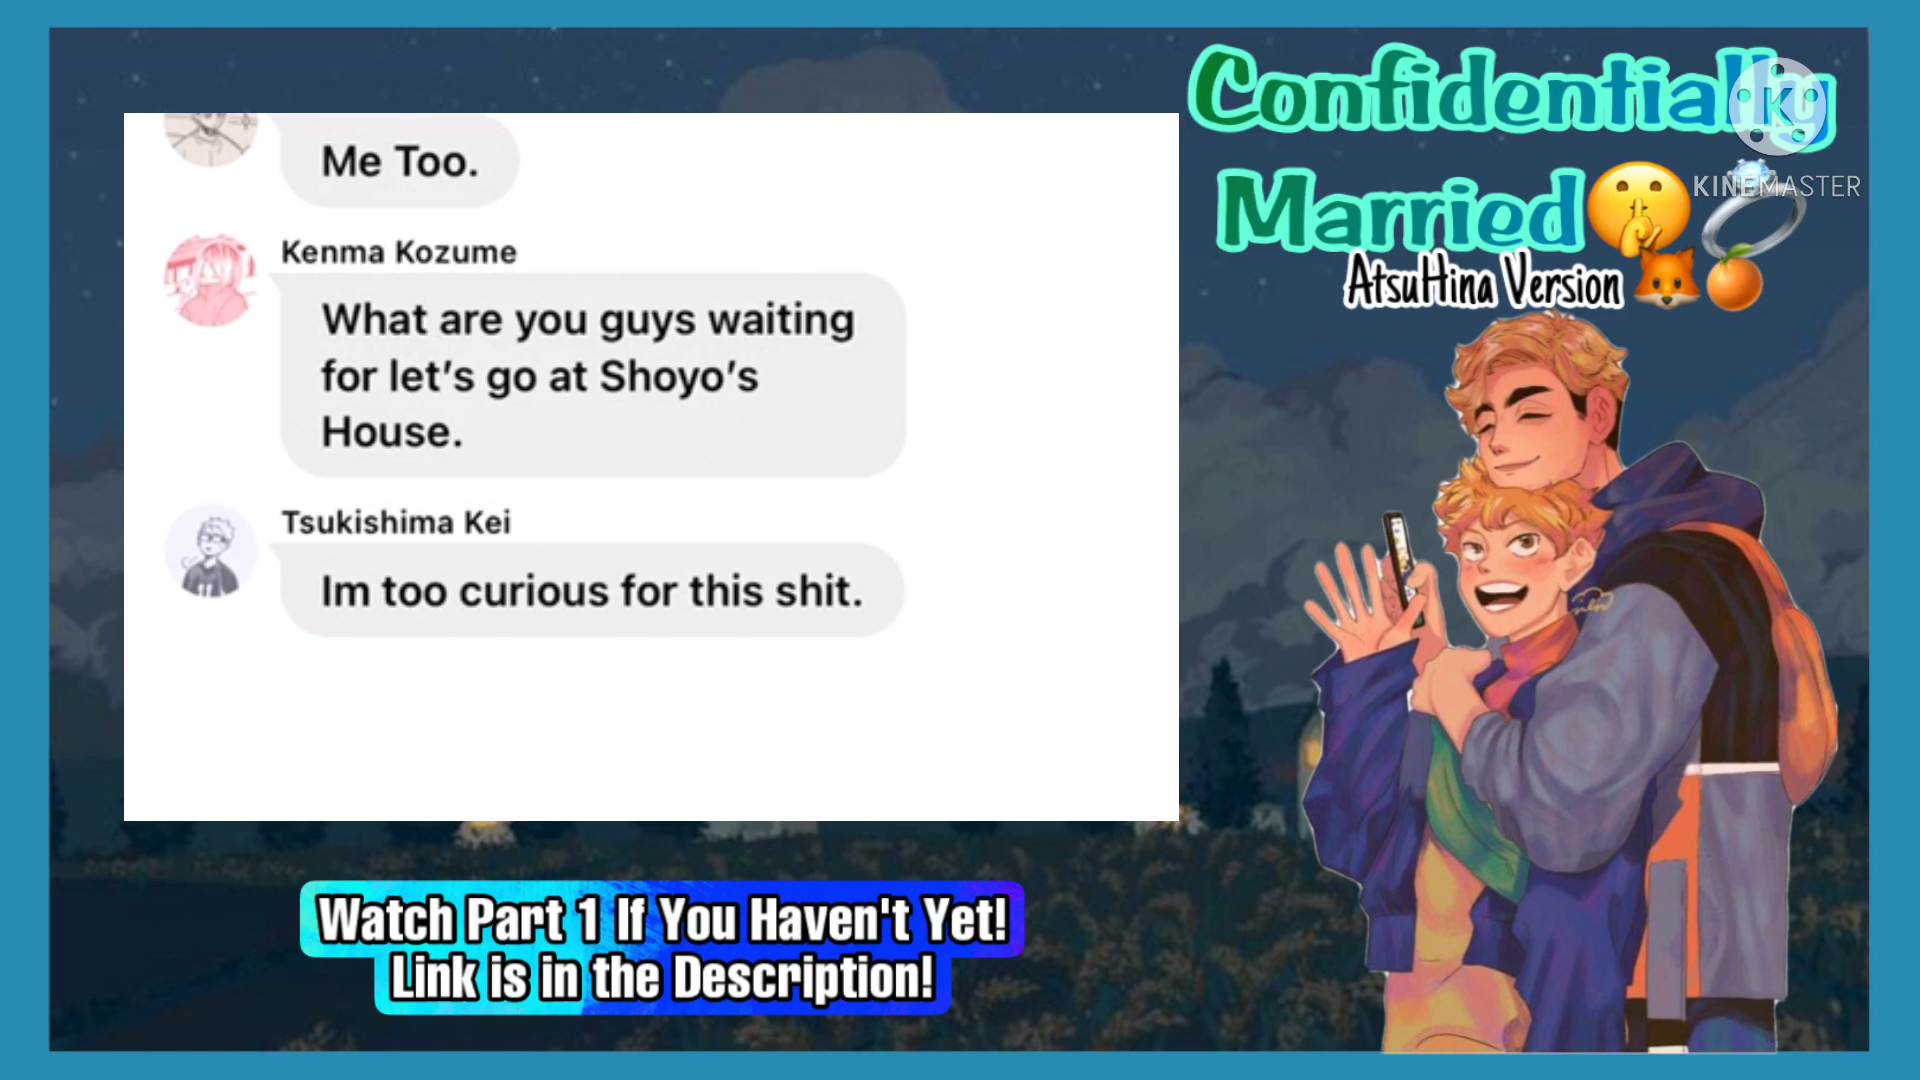 Confidentially
Married
KINEMASTER
AtsuHina Version
Me Too.
Kenma Kozume
What are you guys waiting
for let's go at Shoyo's
House.
Tsukishima Kei
Im too curious for this shit.
Watch Part 1 If You Haven't Yet!
Link is in the Description!